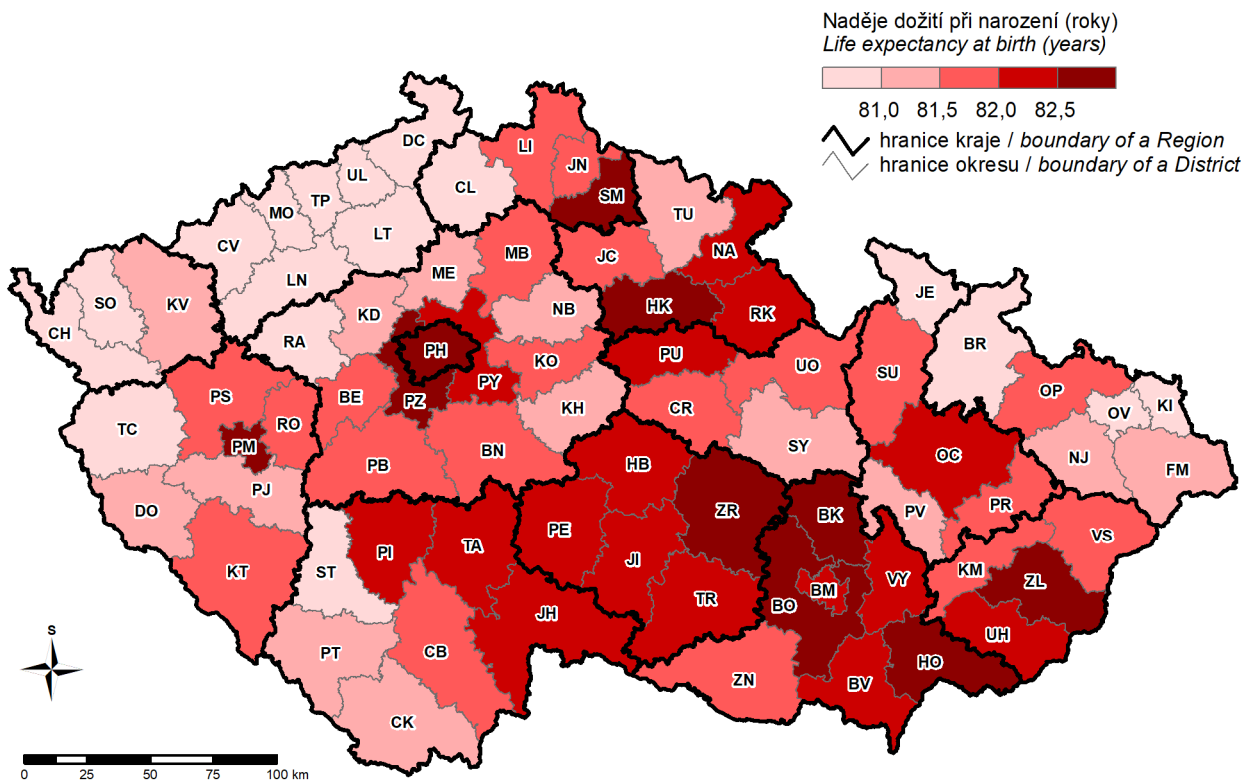 Naděje dožití při narození (roky)
Life expectancy at birth (years)
81,0 81,5 82,0 82,5
hranice kraje / boundary of a Region
hranice okresu / boundary of a District
DC
LI
JN
UL
CL
SM
TP
MO
TU
LT
CV
MB
NA
JC
ME
LN
JE
SO
KV
NB
HK
RK
KD
CH
RA
BR
PH
PU
KO
UO
SU
PY
OP
PS
BE
PZ
KI
KH
CR
OV
RO
TC
PM
SY
BN
OC
NJ
PB
HB
FM
PJ
PR
DO
ZR
BK
PV
VS
PE
TA
PI
JI
KT
ST
KM
VY
ZL
BM
TR
BO
JH
UH
PT
CB
HO
ZN
BV
CK
S
0 25 50 75 100 km